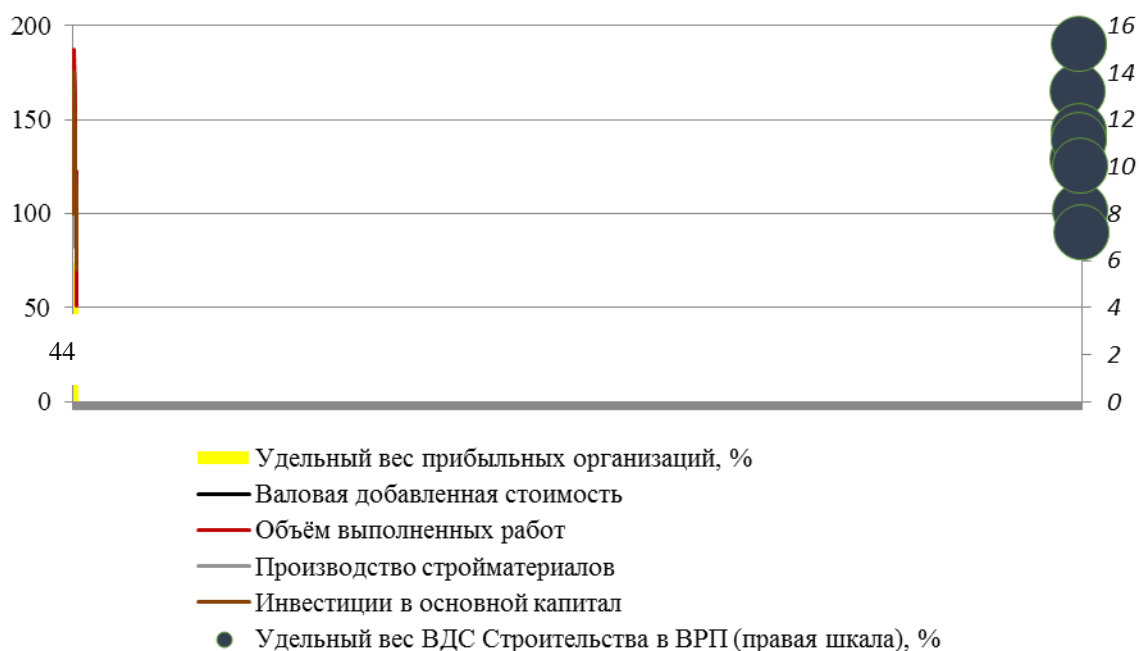 200
150
100
50
44
0
16
14
12
10
8
6
4
2
0
Удельный вес прибыльных организаций, %
Валовая добавленная стоимость
Объём выполненных работ
Производство стройматериалов
Инвестиции в основной капитал
Удельный вес ВДС Строительства в ВРП (правая шкала), %